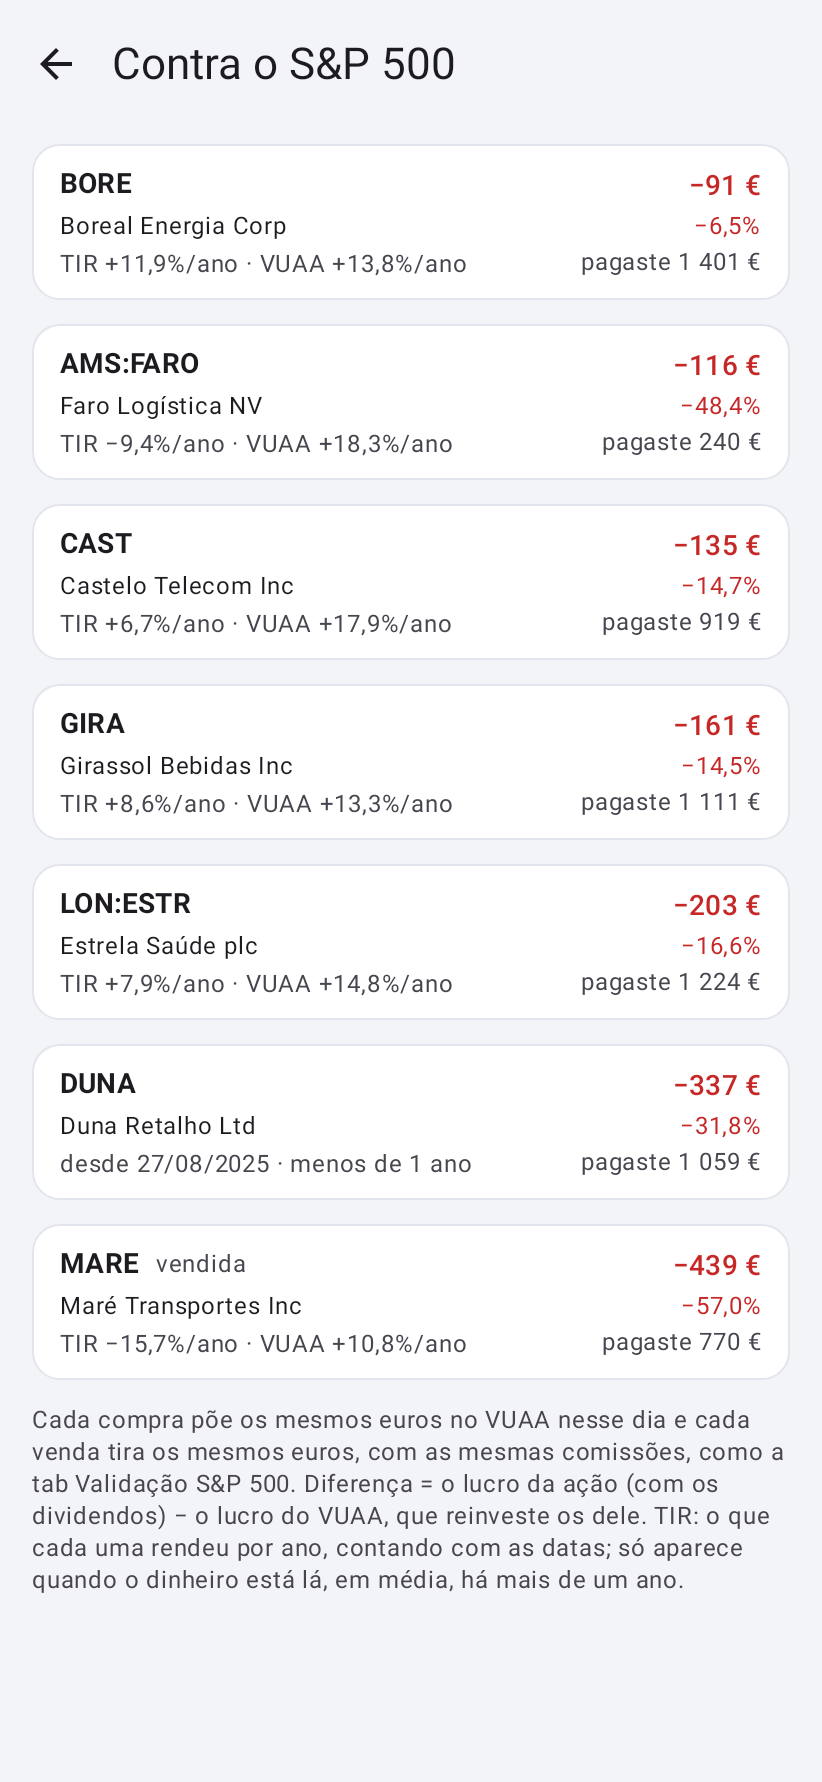 Contra o S&P 500
BORE
−91 €
Boreal Energia Corp
−6,5%
TIR +11,9%/ano · VUAA +13,8%/ano
pagaste 1 401 €
AMS:FARO
−116 €
Faro Logística NV
−48,4%
TIR −9,4%/ano · VUAA +18,3%/ano
pagaste 240 €
CAST
−135 €
Castelo Telecom Inc
−14,7%
TIR +6,7%/ano · VUAA +17,9%/ano
pagaste 919 €
GIRA
−161 €
Girassol Bebidas Inc
−14,5%
TIR +8,6%/ano · VUAA +13,3%/ano
pagaste 1 111 €
LON:ESTR
−203 €
Estrela Saúde plc
−16,6%
TIR +7,9%/ano · VUAA +14,8%/ano
pagaste 1 224 €
DUNA
−337 €
Duna Retalho Ltd
−31,8%
desde 27/08/2025 · menos de 1 ano
pagaste 1 059 €
MARE vendida
−439 €
Maré Transportes Inc
−57,0%
TIR −15,7%/ano · VUAA +10,8%/ano
pagaste 770 €
Cada compra põe os mesmos euros no VUAA nesse dia e cada
venda tira os mesmos euros, com as mesmas comissões, como a
tab Validação S&P 500. Diferença = o lucro da ação (com os
dividendos) − o lucro do VUAA, que reinveste os dele. TIR: o que
cada uma rendeu por ano, contando com as datas; só aparece
quando o dinheiro está lá, em média, há mais de um ano.